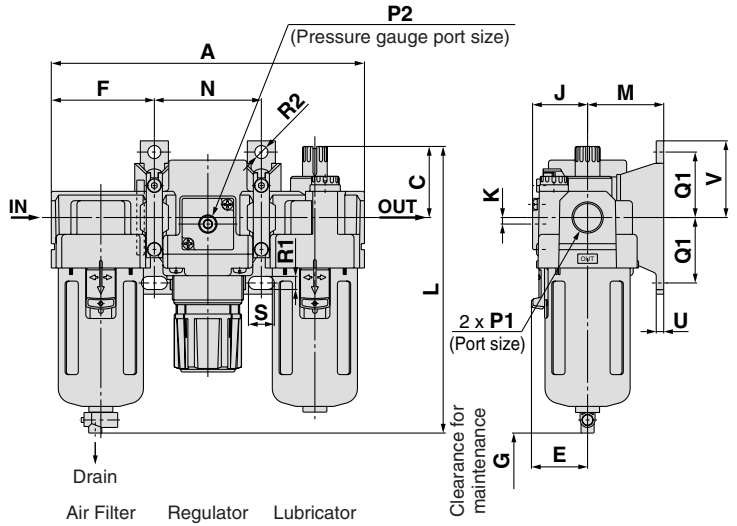 P2
(Pressure gauge port size)
A
F
N
R2
J
M
C
K
Q1
V
IN
OUT
R1
Q1
L
OUT
S
2 x P1
(Port size)
U
Clearance for
maintenance
G
E
Drain
Air Filter
Regulator
Lubricator